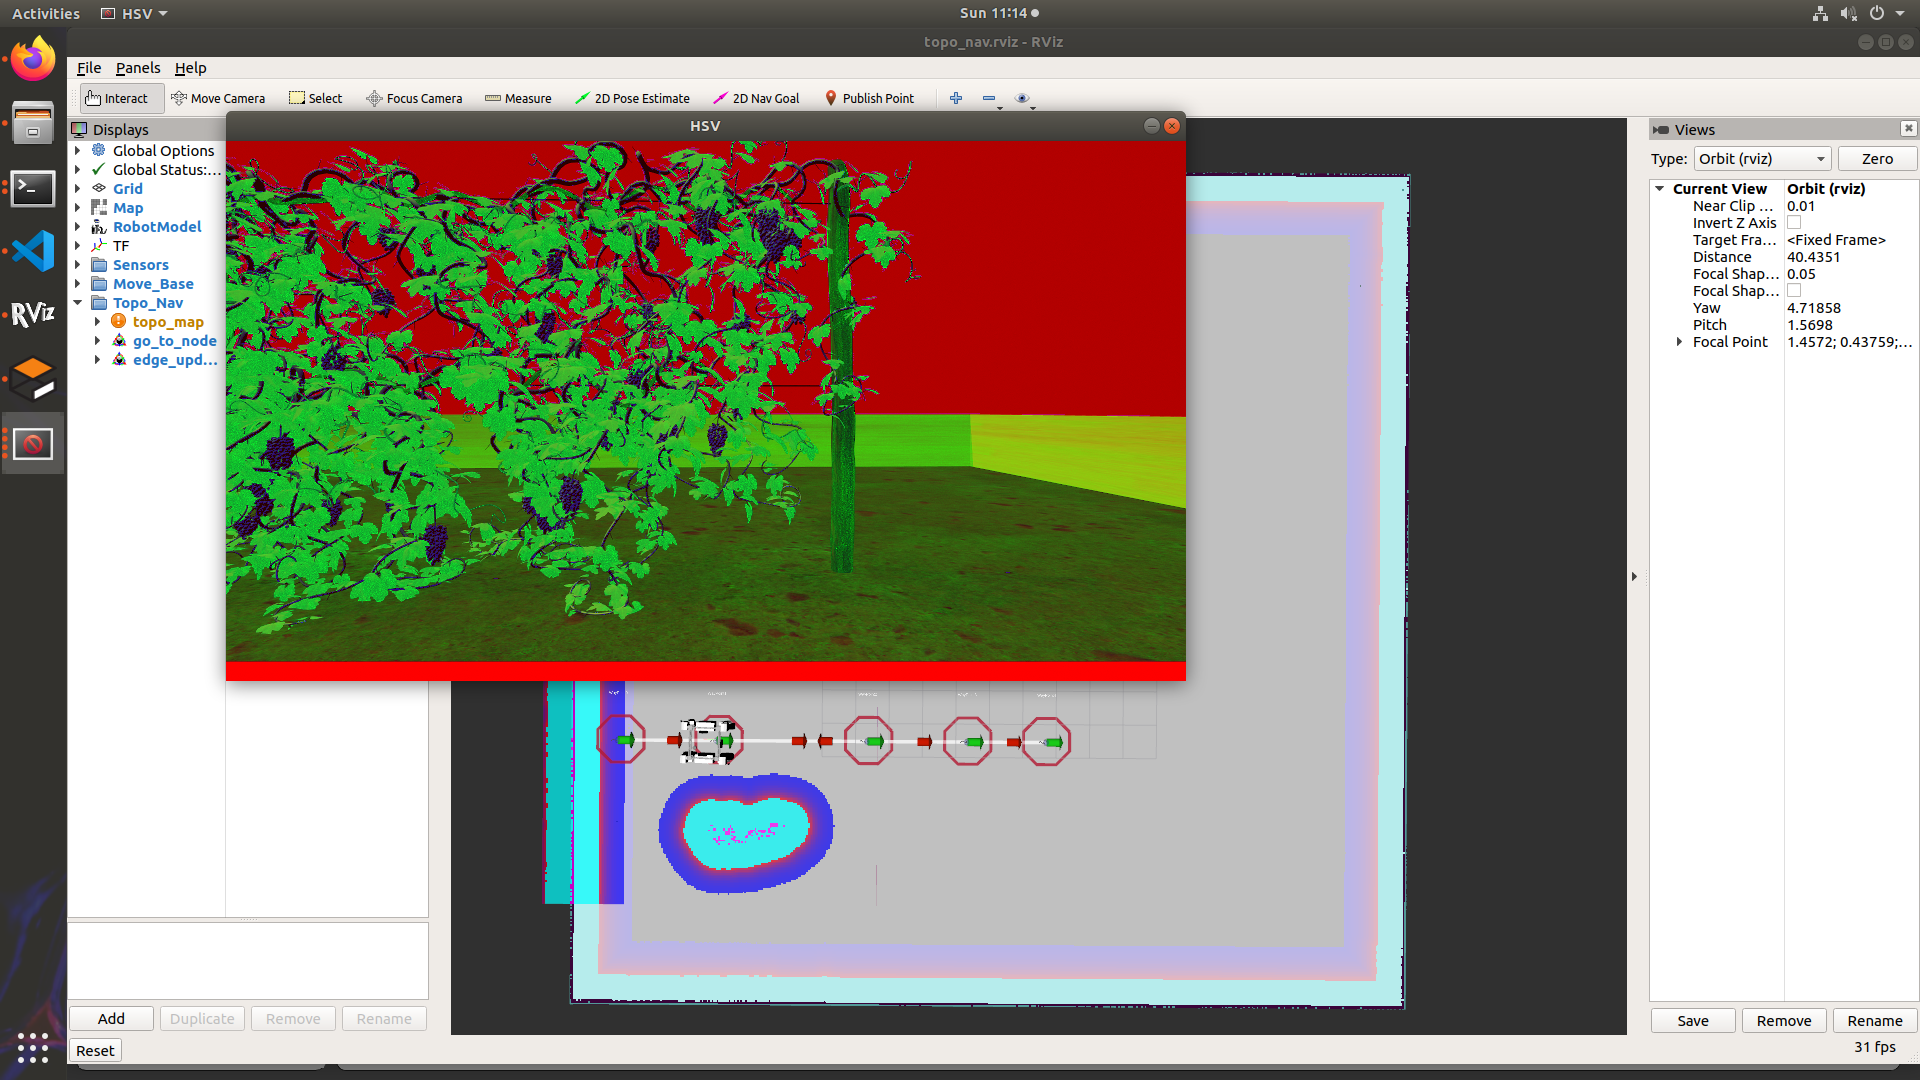 Activities
HSV
Sun 11:14
topo_nav.rviz - RViz
File Panels Help
Interact
Move Camera
Select
Focus Camera
Measure
2D Pose Estimate
2D Nav Goal
Publish Point
Displays
Global Options
Global Status:...
Grid
Map
RobotModel
TF
Sensors
Move_Base
Topo_Nav
topo_map
go_to_node
edge_upd...
Add
Duplicate
Remove
Rename
Reset
HSV
RViz
Views
Type: Orbit (rviz) Zero
Current View Orbit (rviz)
Near Clip ... 0.01
Invert Z Axis
Target Fra... <Fixed Frame>
Distance 40.4351
Focal Shap... 0.05
Focal Shap...
Yaw 4.71858
Pitch 1.5698
Focal Point 1.4572; 0.43759;...
Save
Remove
Rename
31 fps